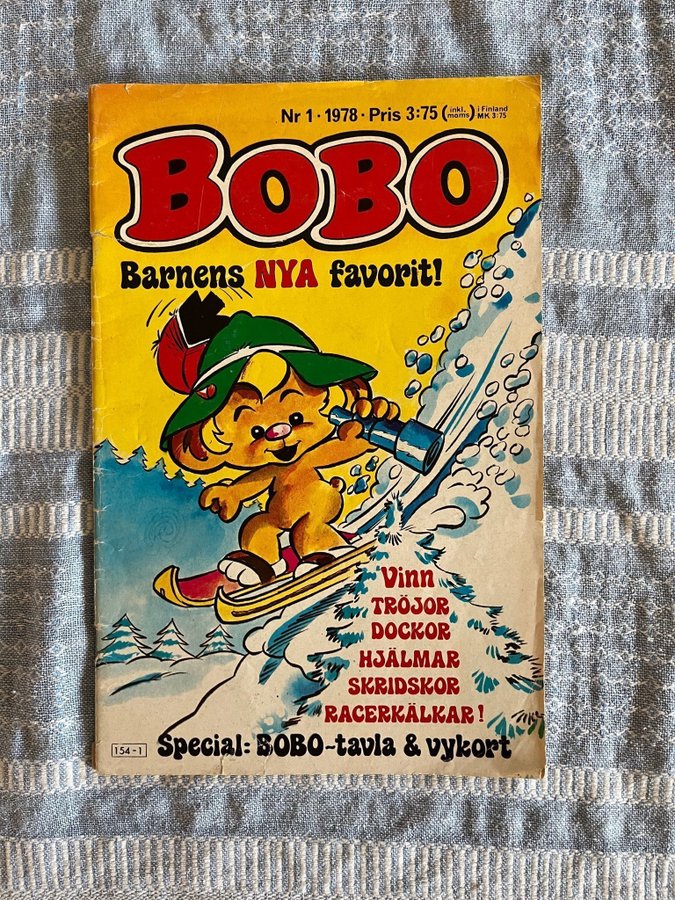 Nr 1 · 1978 · Pris 3:75 (inkl. moms) i Finland MK 3:75
BOBO
Barnens NYA favorit!
Vinn
TRÖJOR
DOCKOR
HJÄLMAR
SKRIDSKOR
RACERKÄLKAR!
154-1
Special: BOBO-tavla & vykort